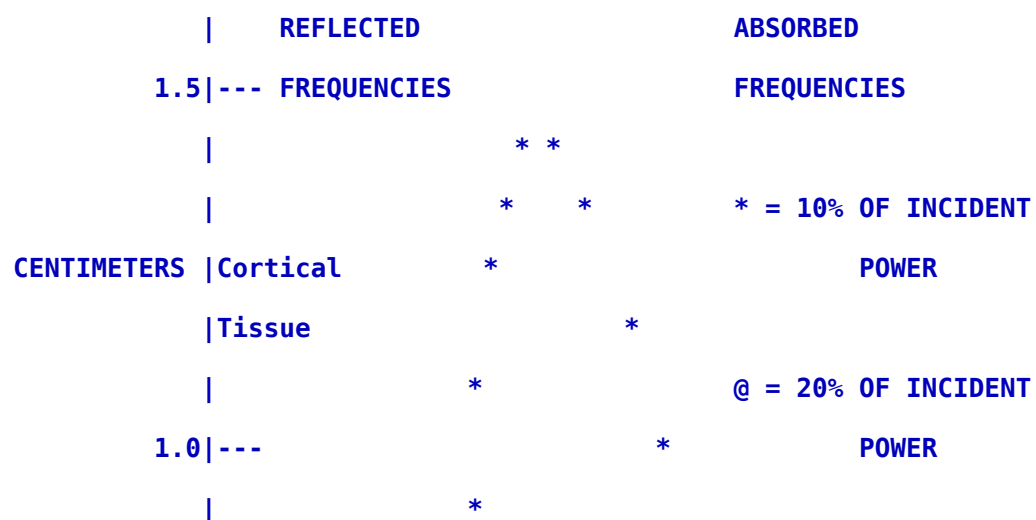 |    REFLECTED                    ABSORBED
1.5|--- FREQUENCIES                  FREQUENCIES
|                   * *
|                  *    *         * = 10% OF INCIDENT
CENTIMETERS |Cortical         *                       POWER
|Tissue                    *
|                *                @ = 20% OF INCIDENT
1.0|---                         *            POWER
|                *